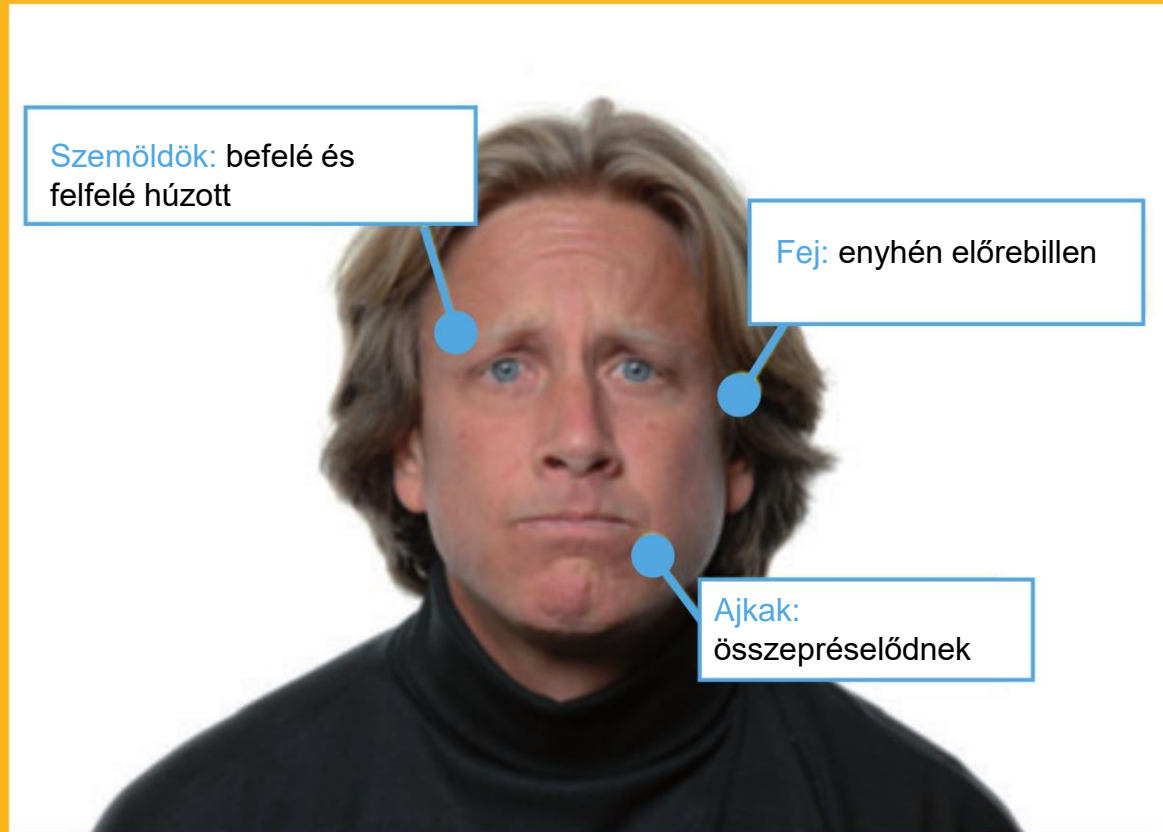 Szemöldök: befelé és
felfelé húzott
Fej: enyhén előrebillen
Ajkak:
összepréselődnek